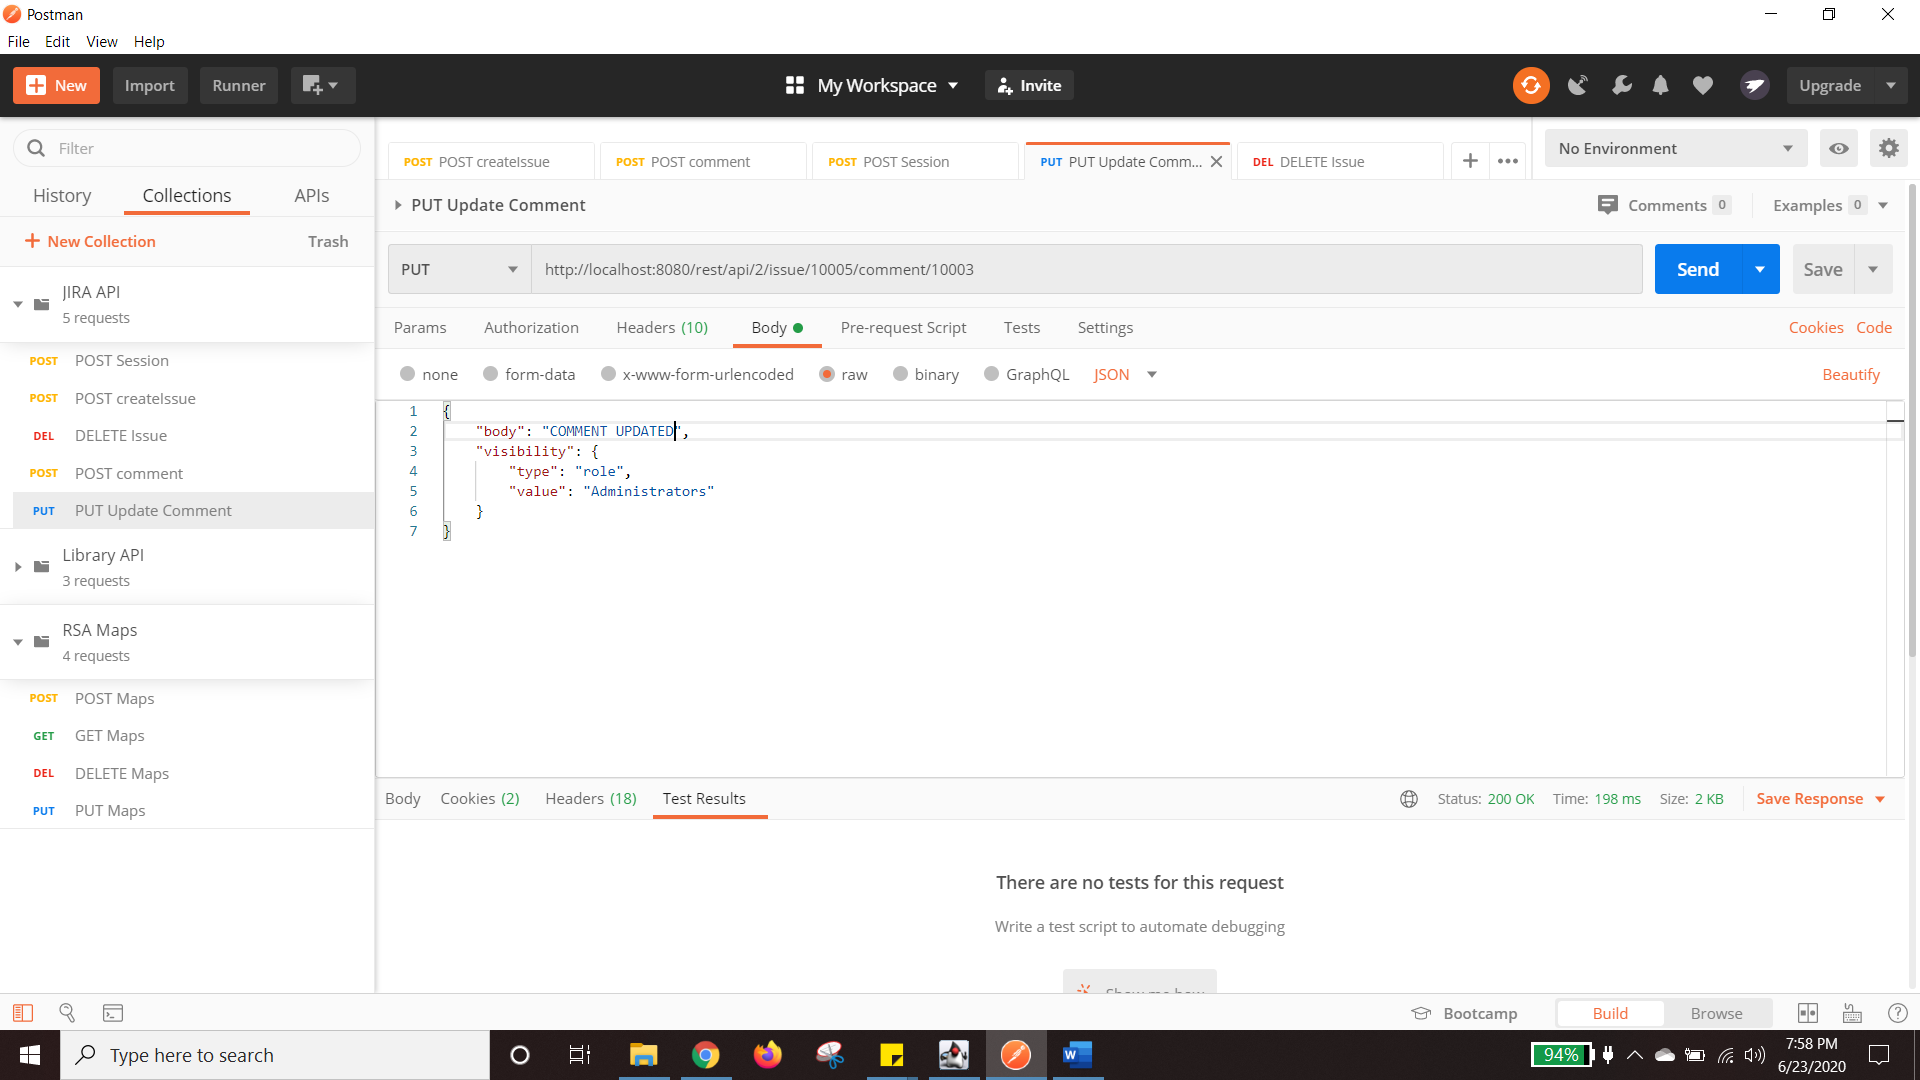 Postman
File Edit View Help
New Import Runner My Workspace Invite Upgrade
Filter
History Collections APIs
New Collection Trash
JIRA API
5 requests
POST POST Session
POST POST createIssue
DEL DELETE Issue
POST POST comment
PUT PUT Update Comment
Library API
3 requests
RSA Maps
4 requests
POST POST Maps
GET GET Maps
DEL DELETE Maps
PUT PUT Maps
POST POST createIssue POST POST comment POST POST Session PUT PUT Update Comm... DEL DELETE Issue No Environment
PUT Update Comment Comments 0 Examples 0
PUT http://localhost:8080/rest/api/2/issue/10005/comment/10003 Send Save
Params Authorization Headers (10) Body Pre-request Script Tests Settings Cookies Code
none form-data x-www-form-urlencoded raw binary GraphQL JSON Beautify
1 {
2 "body": "COMMENT UPDATED",
3 "visibility": {
4 "type": "role",
5 "value": "Administrators"
6 }
7 }
Body Cookies (2) Headers (18) Test Results Status: 200 OK Time: 198 ms Size: 2 KB Save Response
There are no tests for this request
Write a test script to automate debugging
Show me how
Bootcamp Build Browse
Type here to search 94% 7:58 PM
6/23/2020